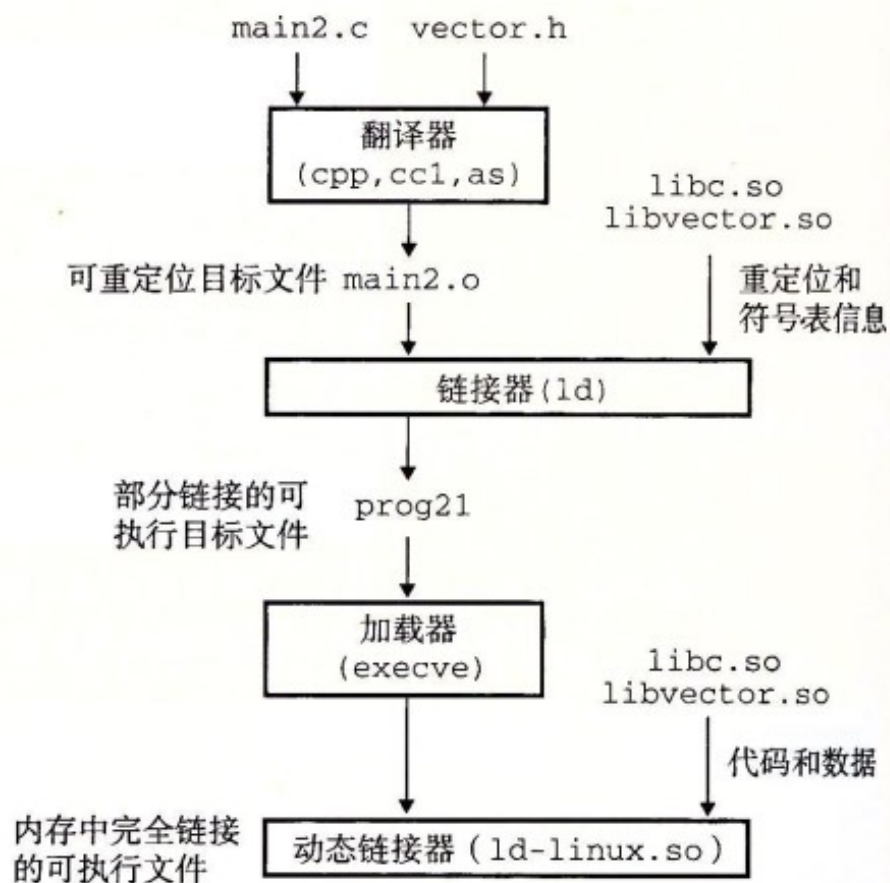 main2.c vector.h
翻译器
(cpp,cc1,as)
libc.so
libvector.so
可重定位目标文件 main2.o
重定位和
符号表信息
链接器(ld)
部分链接的可
执行目标文件
prog21
加载器
(execve)
libc.so
libvector.so
代码和数据
内存中完全链接
的可执行文件
动态链接器(ld-linux.so)